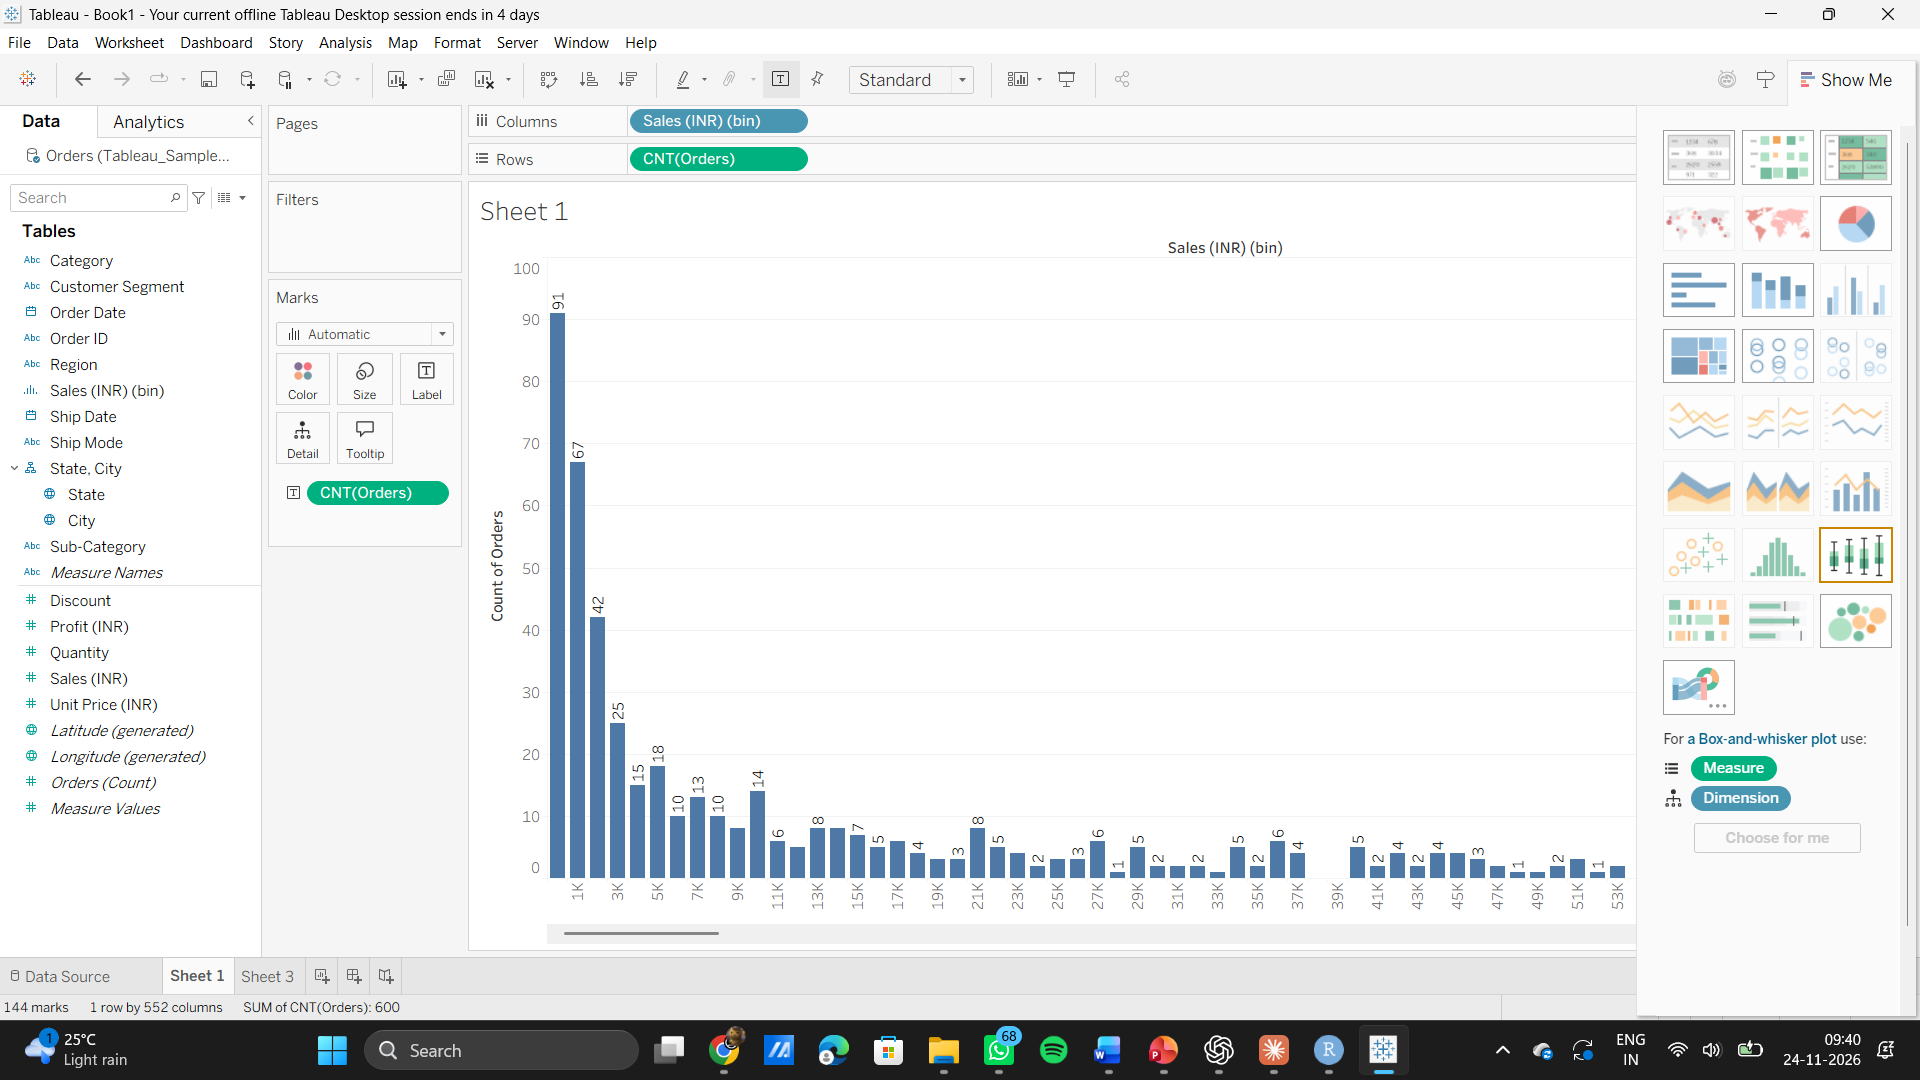 Tableau - Book1 - Your current offline Tableau Desktop session ends in 4 days
File Data Worksheet Dashboard Story Analysis Map Format Server Window Help
Standard
Show Me
Data Analytics
Orders (Tableau_Sample...
Search
Tables
Abc Category
Abc Customer Segment
Order Date
Abc Order ID
Abc Region
Sales (INR) (bin)
Ship Date
Abc Ship Mode
State, City
State
City
Abc Sub-Category
Abc Measure Names
# Discount
# Profit (INR)
# Quantity
# Sales (INR)
# Unit Price (INR)
Latitude (generated)
Longitude (generated)
# Orders (Count)
# Measure Values
Pages
Filters
Marks
Automatic
Color Size Label
Detail Tooltip
CNT(Orders)
Columns Sales (INR) (bin)
Rows CNT(Orders)
Sheet 1
Sales (INR) (bin)
Count of Orders
100
90
80
70
60
50
40
30
20
10
0
91 67 42 25 15 18 10 13 10 14 6 8 7 5 4 3 8 5 2 3 6 1 5 2 2 5 2 6 4 5 2 4 2 4 3 1 2 1
1K 3K 5K 7K 9K 11K 13K 15K 17K 19K 21K 23K 25K 27K 29K 31K 33K 35K 37K 39K 41K 43K 45K 47K 49K 51K 53K
For a Box-and-whisker plot use:
Measure
Dimension
Choose for me
Data Source Sheet 1 Sheet 3
144 marks 1 row by 552 columns SUM of CNT(Orders): 600
1
25°C
Light rain
Search
68
ENG
IN
09:40
24-11-2026